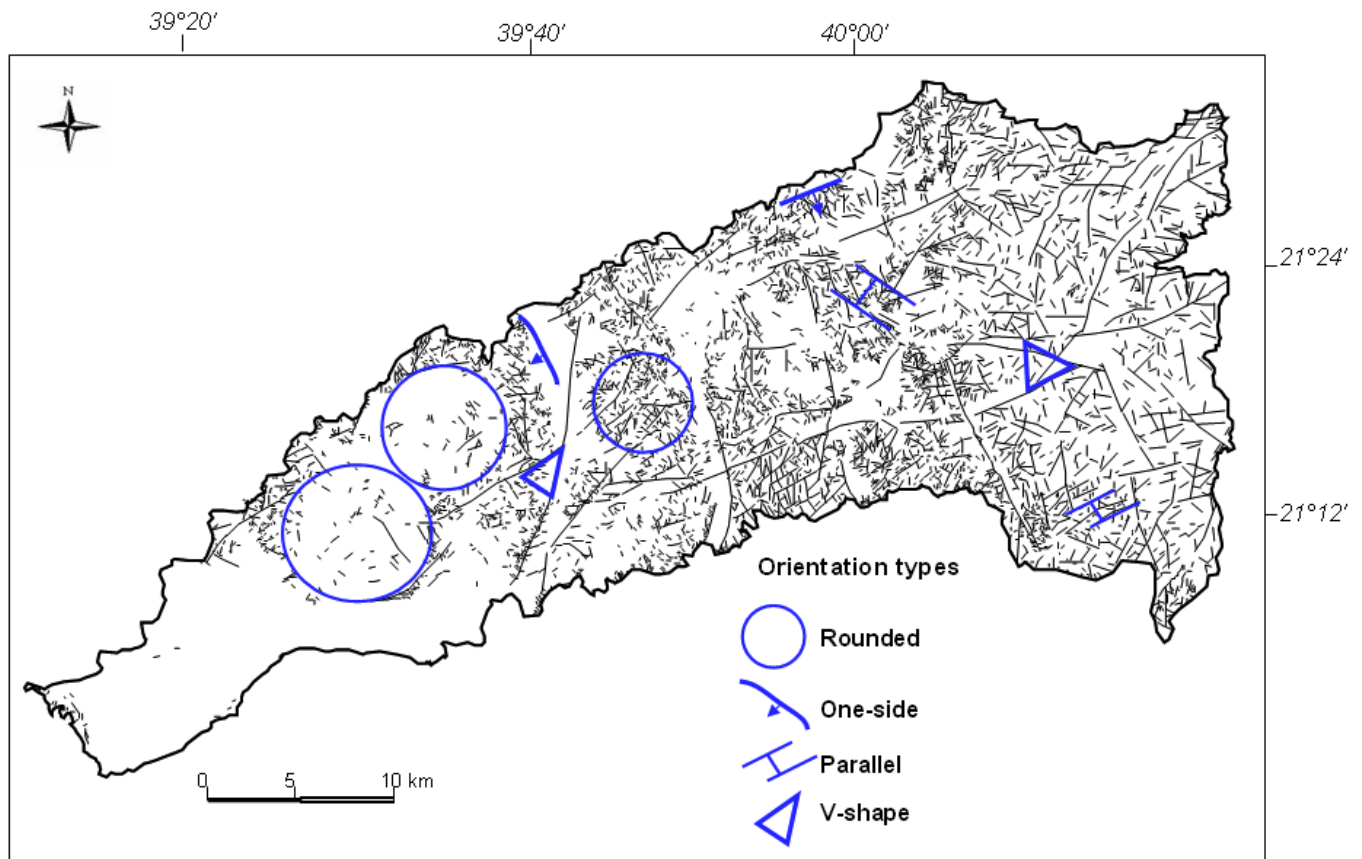 39°20′
39°40′
40°00′
N
21°24′
21°12′
Orientation types
Rounded
One-side
Parallel
V-shape
0 5 10 km